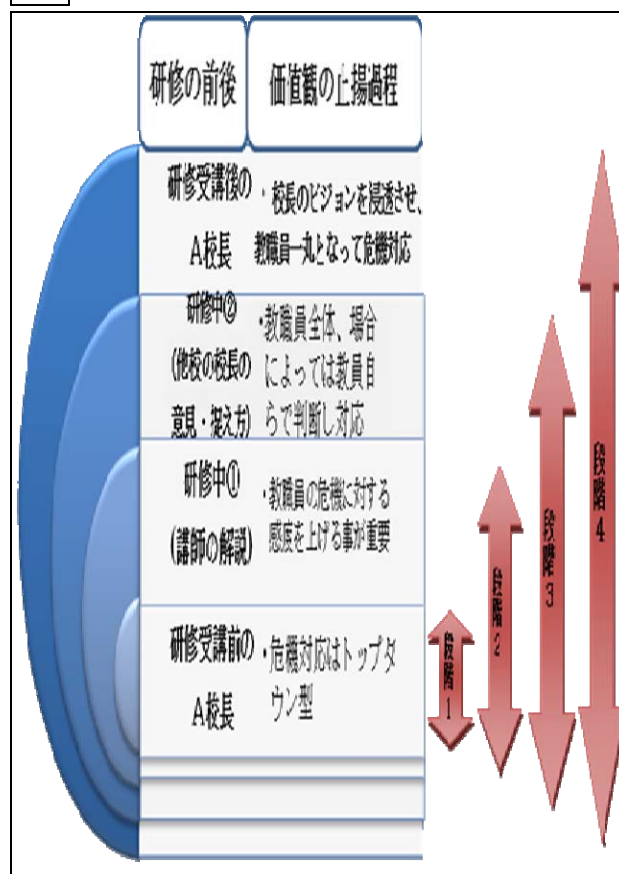 研修の前後
価値観の止揚過程
研修受講後の
A校長
・校長のビジョンを浸透させ、
教職員一丸となって危機対応
研修中②
(他校の校長の
意見・捉え方)
・教職員全体、場合
によっては教員自
らで判断し対応
研修中①
(講師の解説)
・教職員の危機に対する
感度を上げる事が重要
研修受講前の
A校長
・危機対応はトップダ
ウン型
段階1
段階2
段階3
段階4